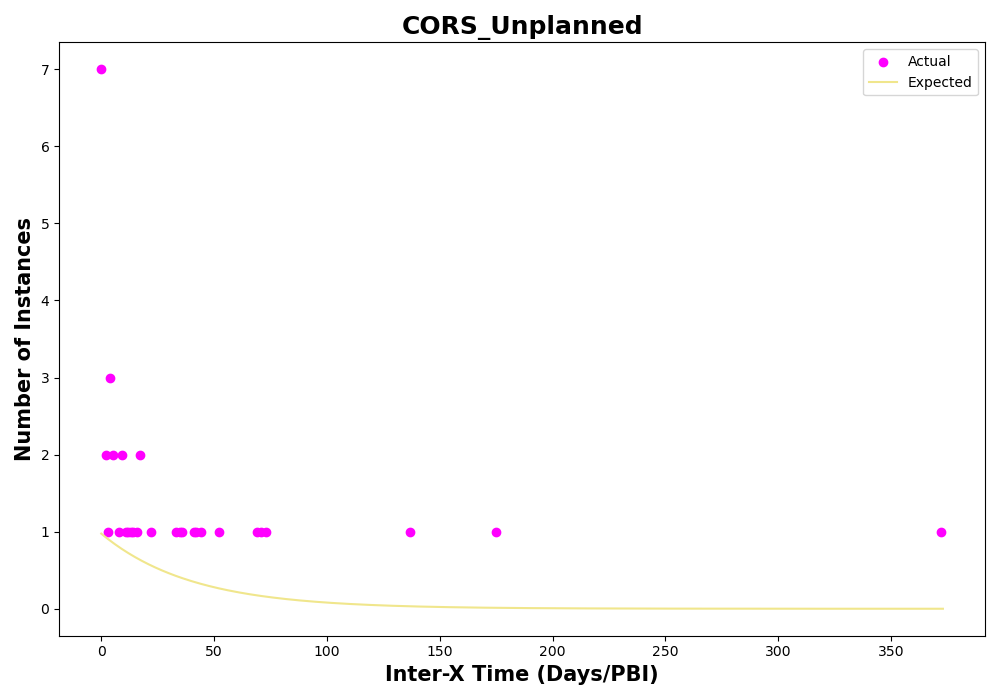 CORS_Unplanned
Actual
Expected
Number of Instances
7
6
5
4
3
2
1
0
0 50 100 150 200 250 300 350
Inter-X Time (Days/PBI)